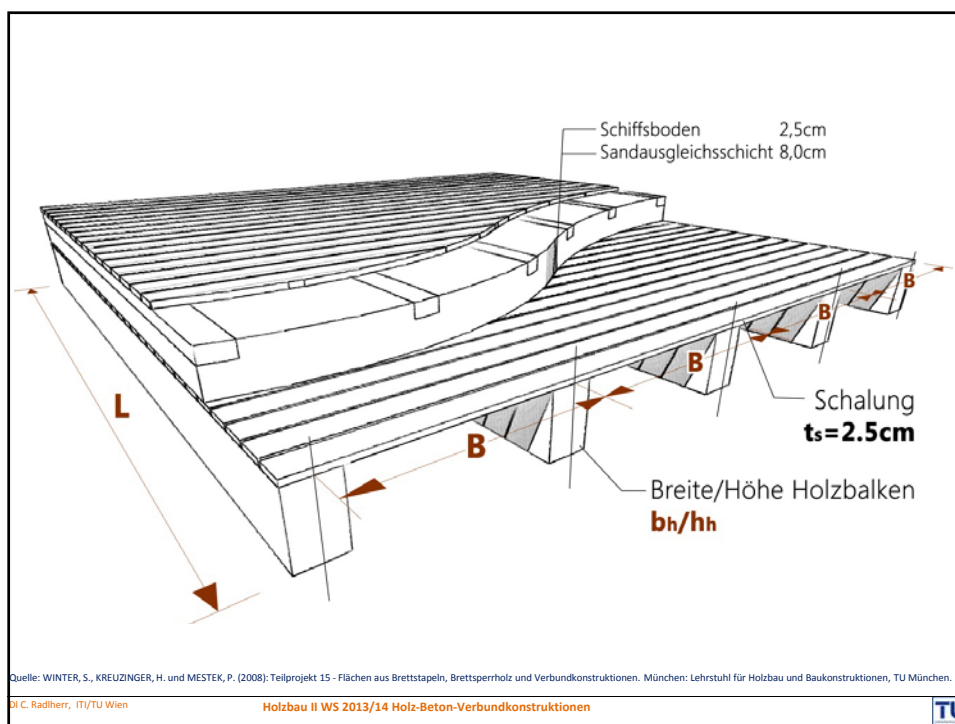 Schiffsboden 2,5cm
Sandausgleichsschicht 8,0cm
B
B
B
B
L
Schalung
ts=2.5cm
Breite/Höhe Holzbalken
bh/hh
Quelle: WINTER, S., KREUZINGER, H. und MESTEK, P. (2008): Teilprojekt 15 - Flächen aus Brettstapeln, Brettsperrholz und Verbundkonstruktionen. München: Lehrstuhl für Holzbau und Baukonstruktionen, TU München.
DI C. Radlherr, ITI/TU Wien Holzbau II WS 2013/14 Holz-Beton-Verbundkonstruktionen TU